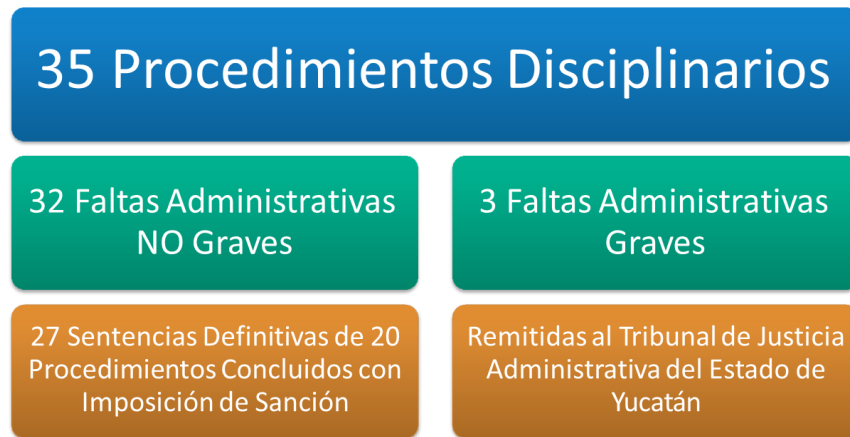 35 Procedimientos Disciplinarios
32 Faltas Administrativas
NO Graves
3 Faltas Administrativas
Graves
27 Sentencias Definitivas de 20
Procedimientos Concluidos con
Imposición de Sanción
Remitidas al Tribunal de Justicia
Administrativa del Estado de
Yucatán